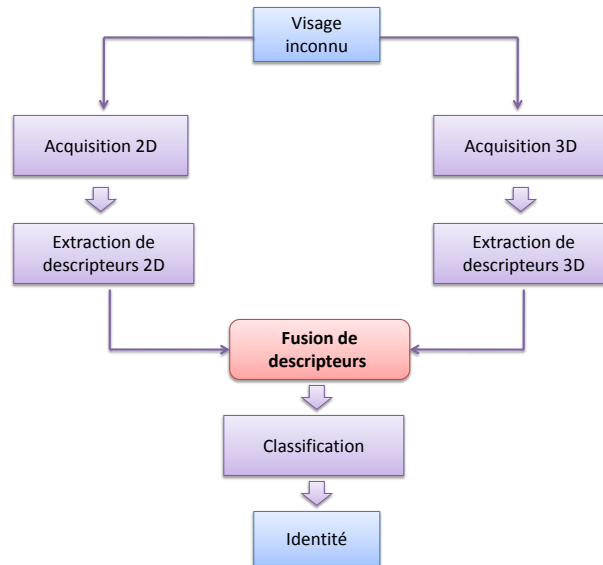 Visage
inconnu
Acquisition 2D
Acquisition 3D
Extraction de
descripteurs 2D
Extraction de
descripteurs 3D
Fusion de
descripteurs
Classification
Identité